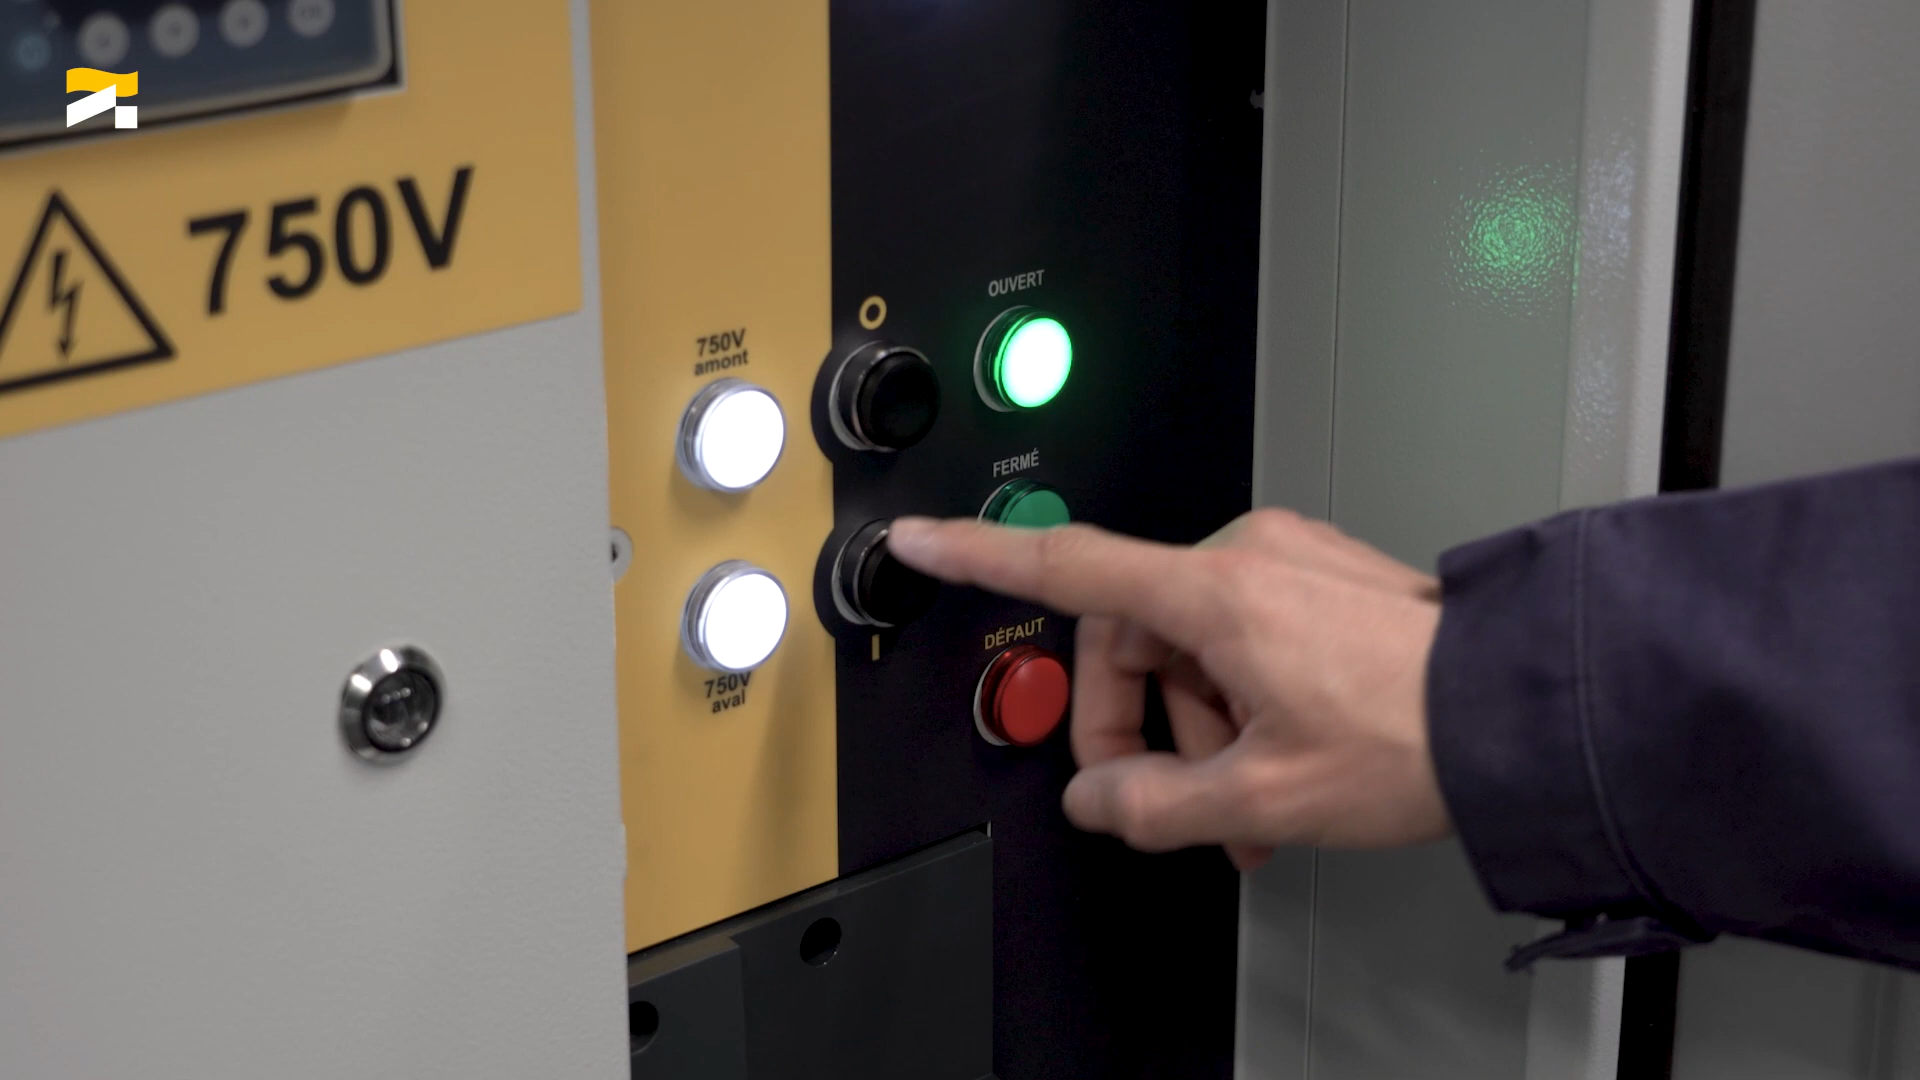 750V
OUVERT
O
750V
amont
FERMÉ
DÉFAUT
I
750V
aval